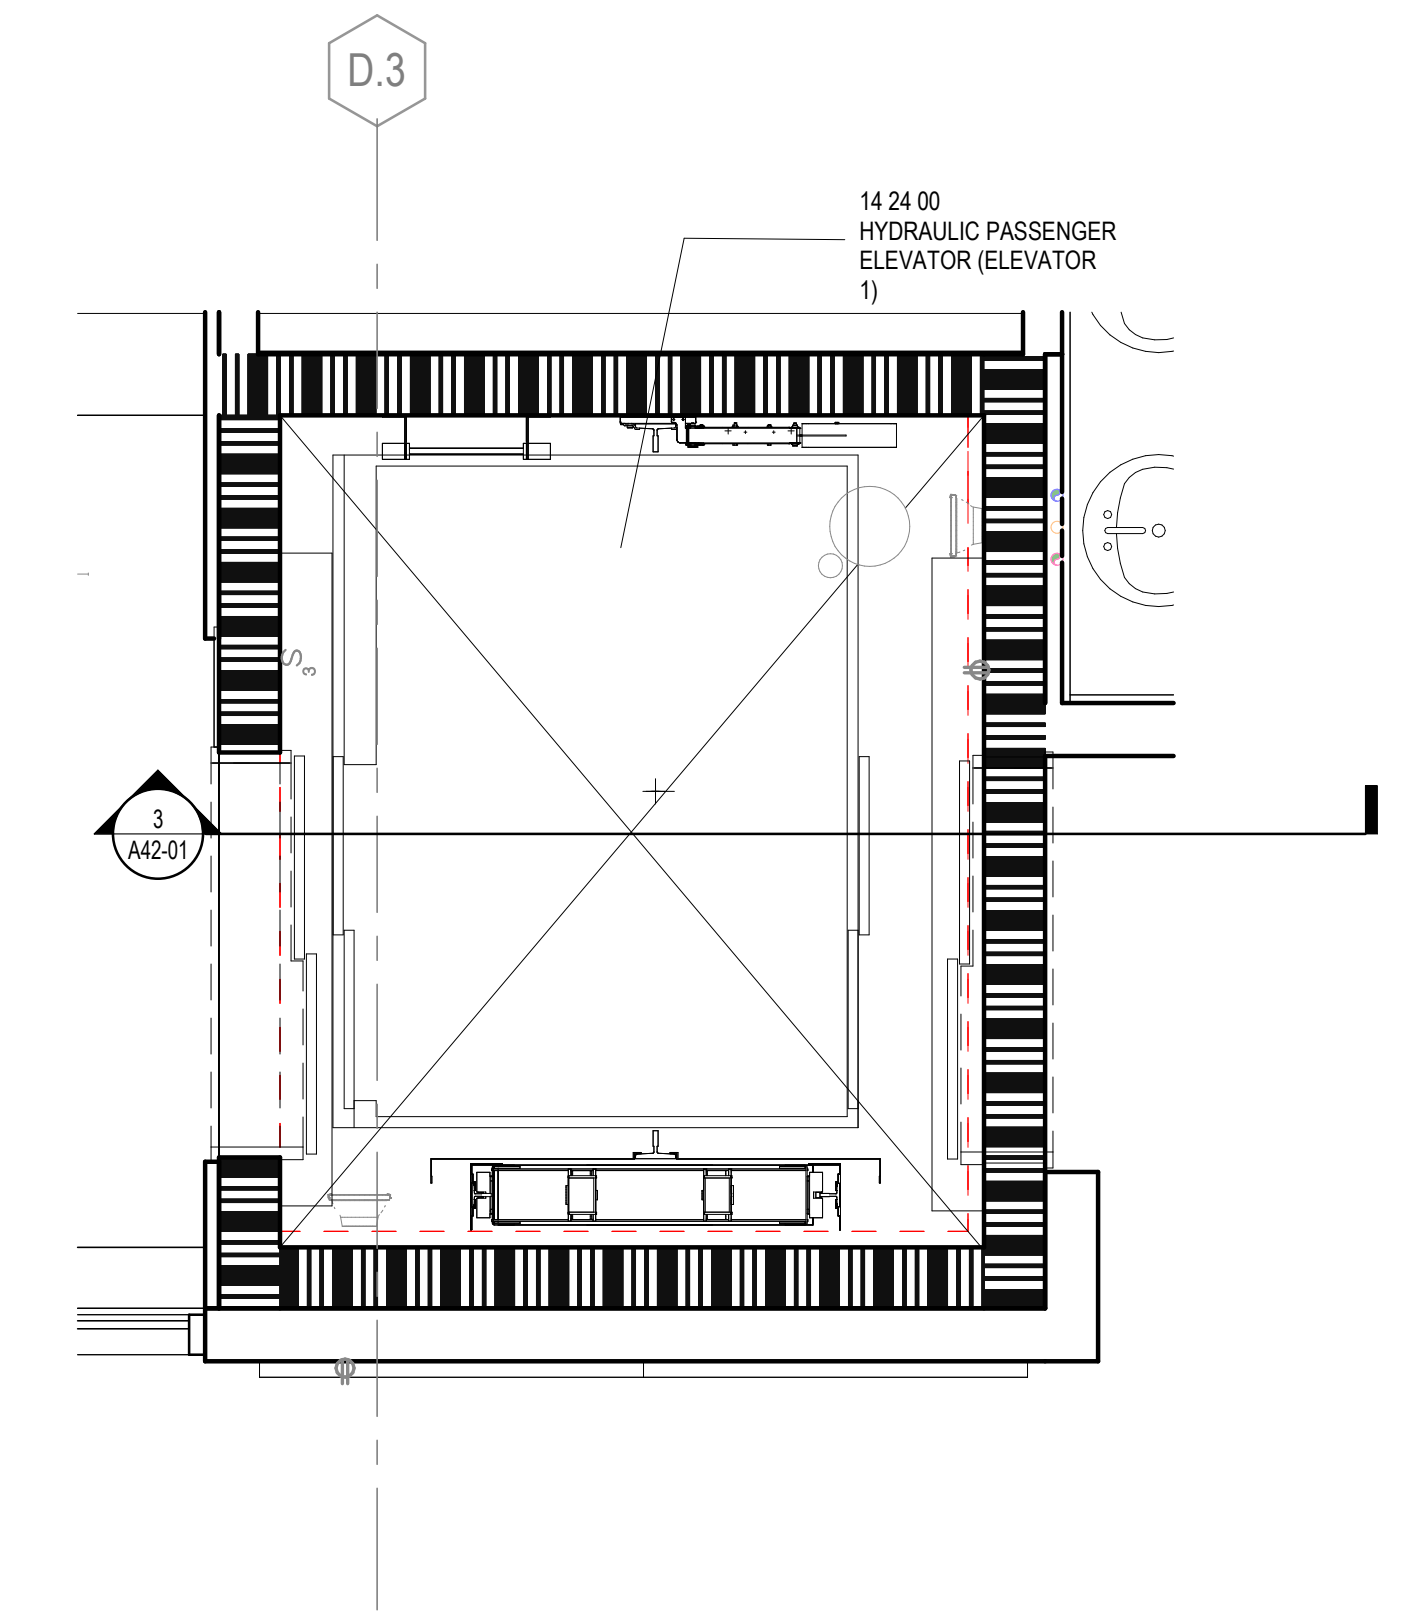 D.3
14 24 00
HYDRAULIC PASSENGER
ELEVATOR (ELEVATOR
1)
S3
3
A42-01